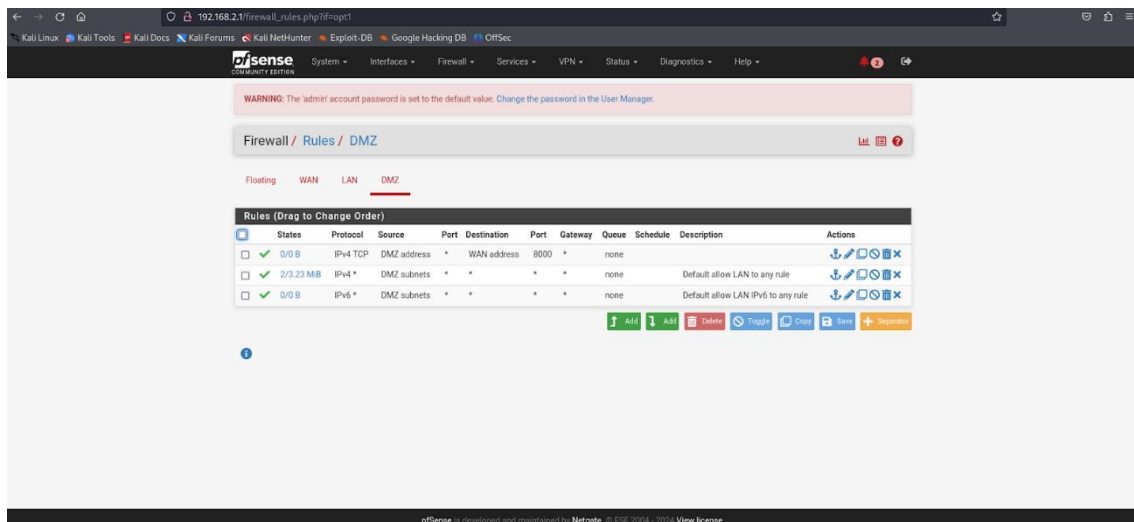 192.168.2.1/firewall_rules.php?if=opt1
Kali Linux Kali Tools Kali Docs Kali Forums Kali NetHunter Exploit-DB Google Hacking DB OffSec
pfsense System Interfaces Firewall Services VPN Status Diagnostics Help 2
COMMUNITY EDITION
WARNING: The 'admin' account password is set to the default value. Change the password in the User Manager.
Firewall / Rules / DMZ
Floating WAN LAN DMZ
Rules (Drag to Change Order)
States Protocol Source Port Destination Port Gateway Queue Schedule Description Actions
0/0 B IPv4 TCP DMZ address * WAN address 8000 * none
2/3.23 MiB IPv4 * DMZ subnets * * * * none Default allow LAN to any rule
0/0 B IPv6 * DMZ subnets * * * * none Default allow LAN IPv6 to any rule
Add Add Delete Toggle Copy Save Separator
pfSense is developed and maintained by Netgate. © ESF 2004 - 2024 View license.